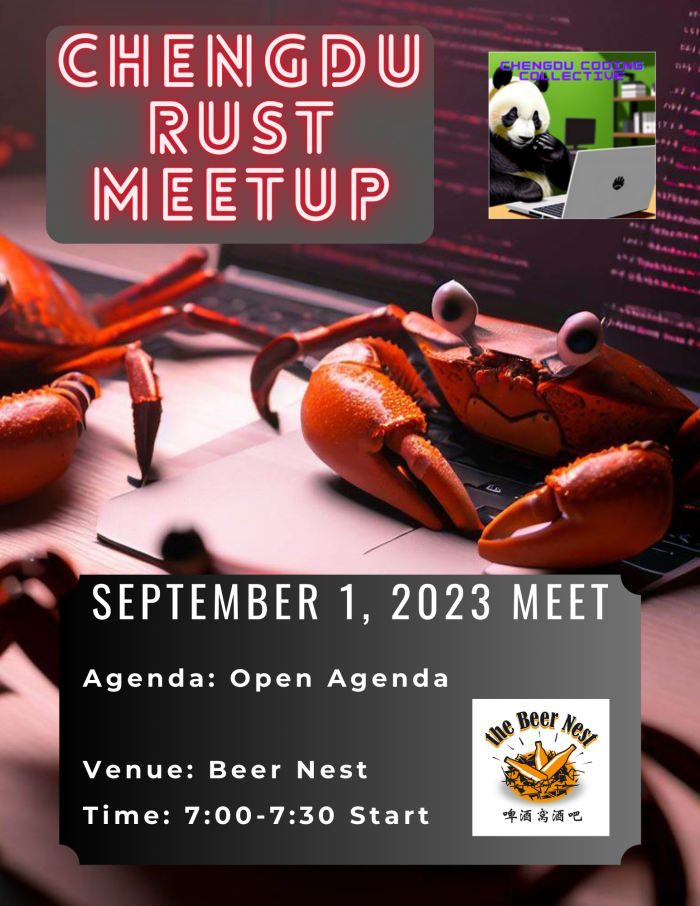 CHENGDU
RUST
MEETUP
CHENGDU CODING
COLLECTIVE
SEPTEMBER 1, 2023 MEET
Agenda: Open Agenda
Venue: Beer Nest
Time: 7:00-7:30 Start
the Beer Nest
啤酒窝酒吧